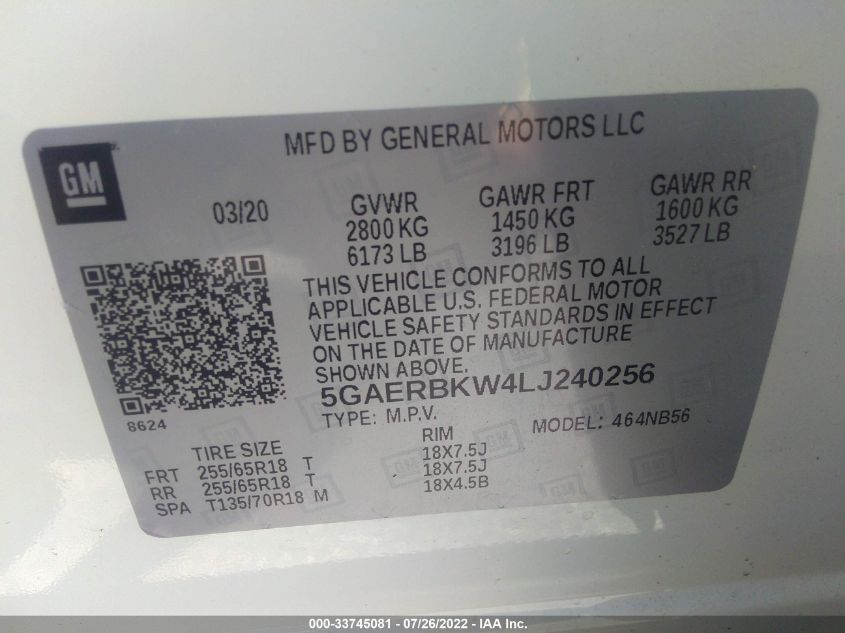 MFD BY GENERAL MOTORS LLC
GM
03/20
GVWR
2800 KG
6173 LB
GAWR FRT
1450 KG
3196 LB
GAWR RR
1600 KG
3527 LB
THIS VEHICLE CONFORMS TO ALL
APPLICABLE U.S. FEDERAL MOTOR
VEHICLE SAFETY STANDARDS IN EFFECT
ON THE DATE OF MANUFACTURE
SHOWN ABOVE.
5GAERBKW4LJ240256
8624
TYPE: M.P.V.
MODEL: 464NB56
TIRE SIZE RIM
FRT 255/65R18 T 18X7.5J
RR 255/65R18 T 18X7.5J
SPA T135/70R18 M 18X4.5B
000-33745081 - 07/26/2022 - IAA Inc.